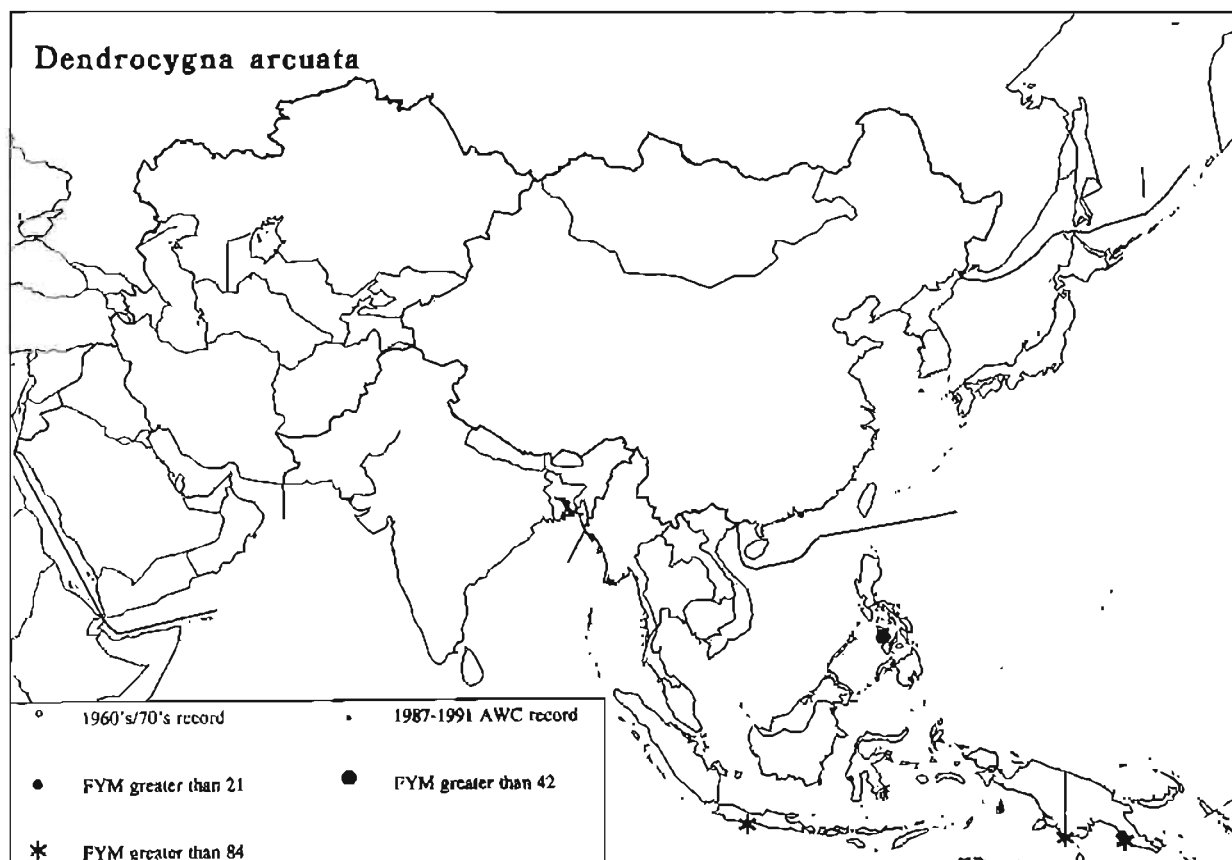 Dendrocygna arcuata
1960's/70's record
1987-1991 AWC record
FYM greater than 21
FYM greater than 42
FYM greater than 84